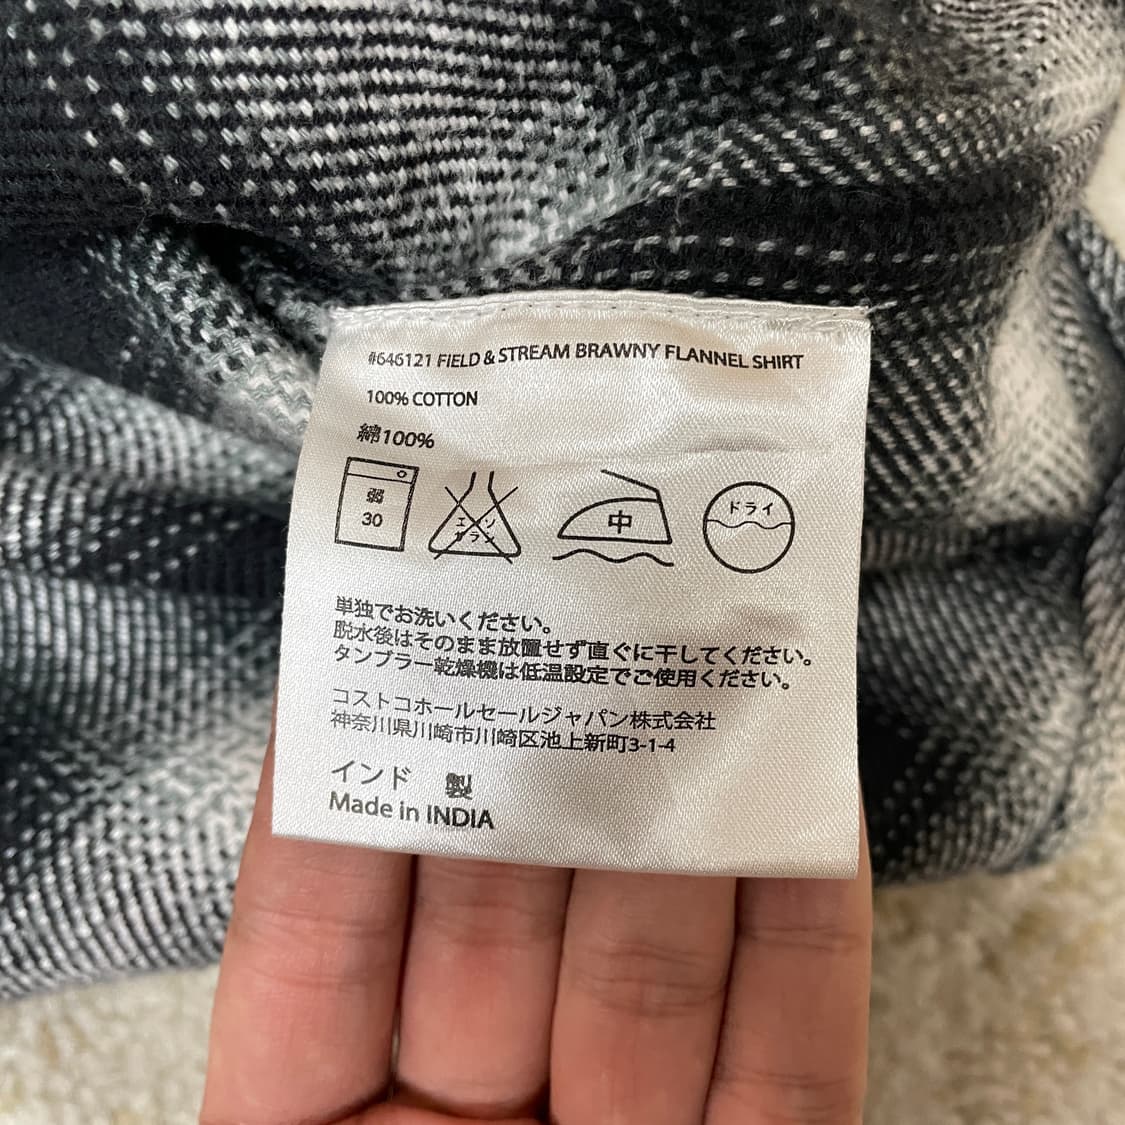 #646121 FIELD & STREAM BRAWNY FLANNEL SHIRT
100% COTTON
綿100%
弱
30
エンソ
サラシ
中
ドライ
単独でお洗いください。
脱水後はそのまま放置せず直ぐに干してください。
タンブラー乾燥機は低温設定でご使用ください。
コストコホールセールジャパン株式会社
神奈川県川崎市川崎区池上新町3-1-4
インド 製
Made in INDIA